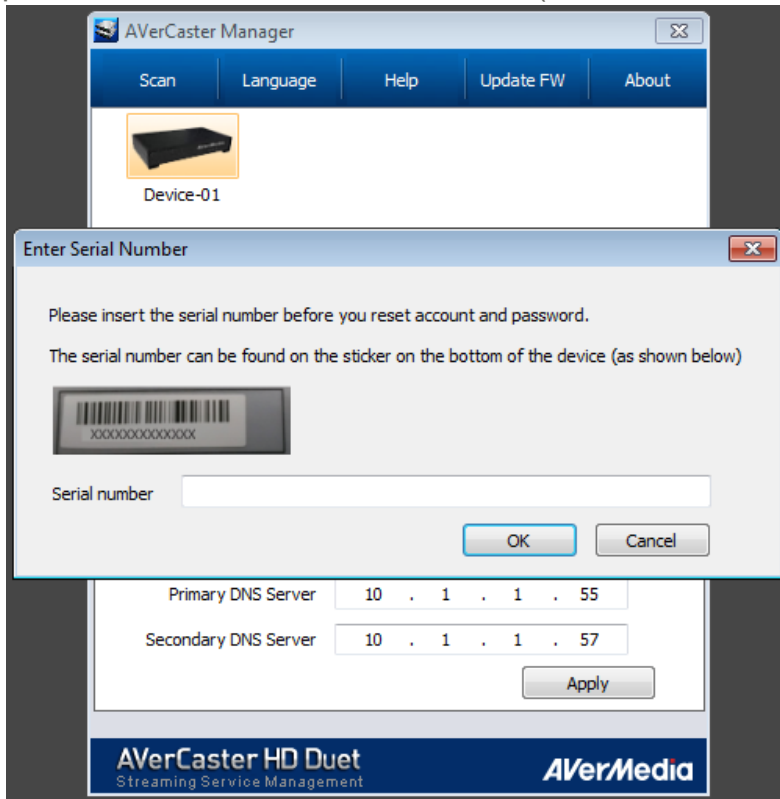 AVerCaster Manager
Scan Language Help Update FW About
AVerMedia
Device-01
Enter Serial Number
Please insert the serial number before you reset account and password.
The serial number can be found on the sticker on the bottom of the device (as shown below)
XXXXXXXXXXXXX
Serial number
OK Cancel
Primary DNS Server 10 . 1 . 1 . 55
Secondary DNS Server 10 . 1 . 1 . 57
Apply
AVerCaster HD Duet
Streaming Service Management
AVerMedia